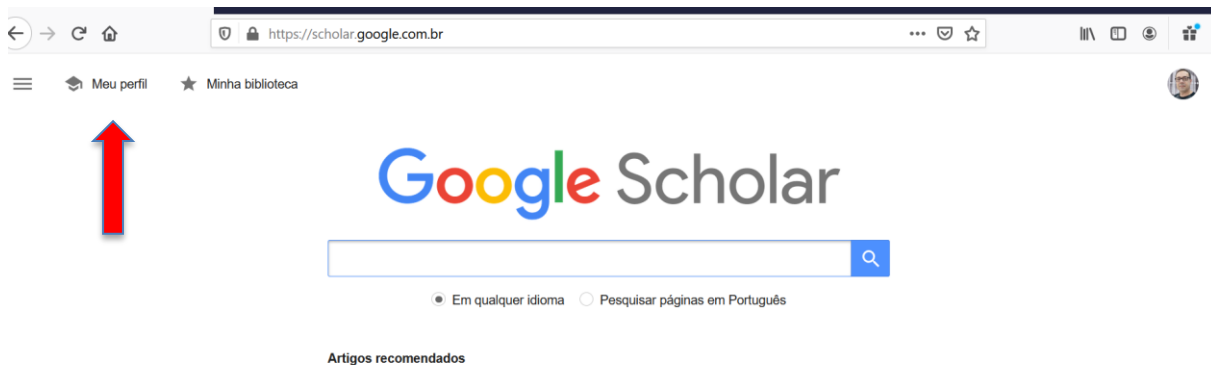 https://scholar.google.com.br
Meu perfil Minha biblioteca
Google Scholar
Em qualquer idioma Pesquisar páginas em Português
Artigos recomendados